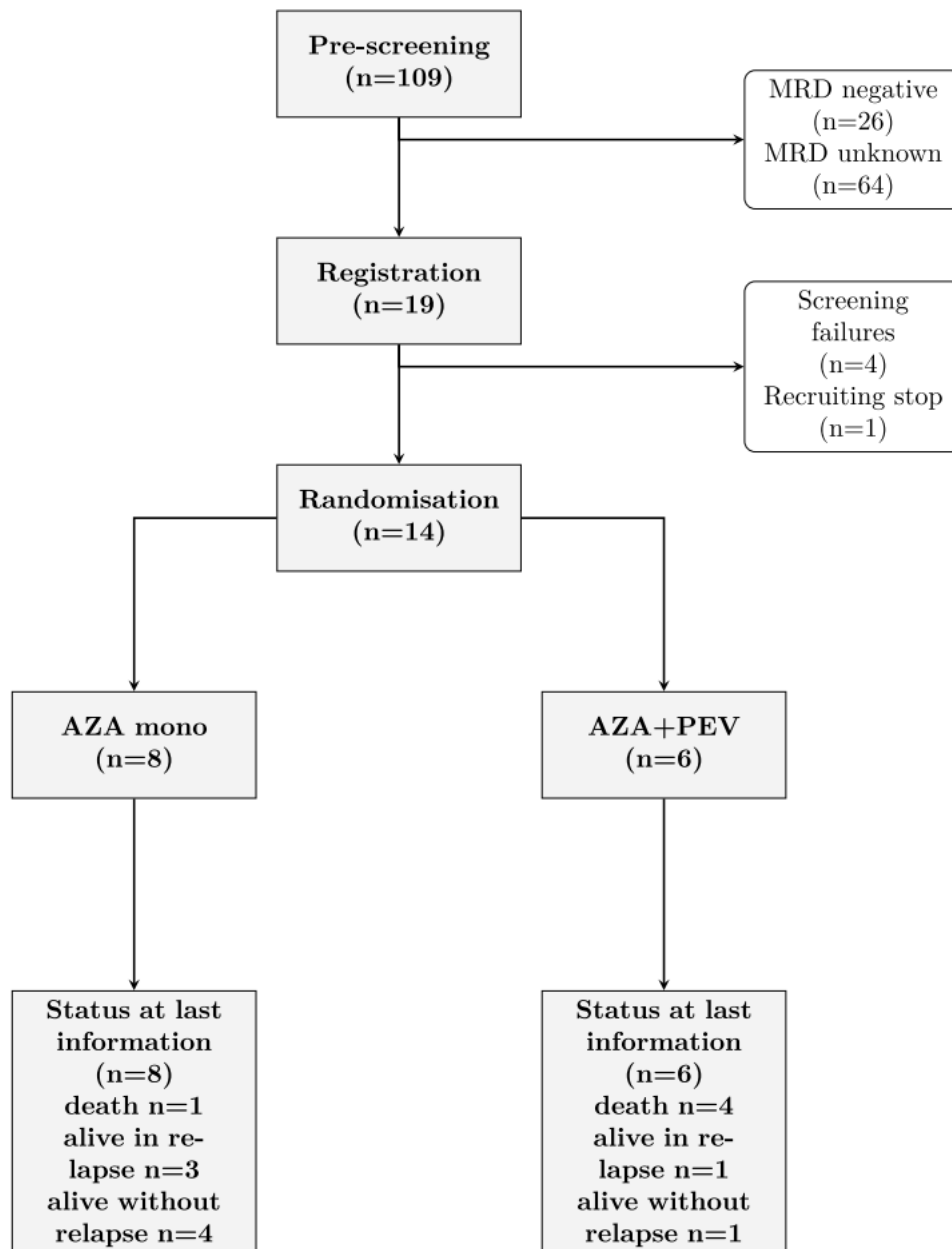 Pre-screening
(n=109)
MRD negative
(n=26)
MRD unknown
(n=64)
Registration
(n=19)
Screening
failures
(n=4)
Recruiting stop
(n=1)
Randomisation
(n=14)
AZA mono
(n=8)
AZA+PEV
(n=6)
Status at last
information
(n=8)
death n=1
alive in re-
lapse n=3
alive without
relapse n=4
Status at last
information
(n=6)
death n=4
alive in re-
lapse n=1
alive without
relapse n=1